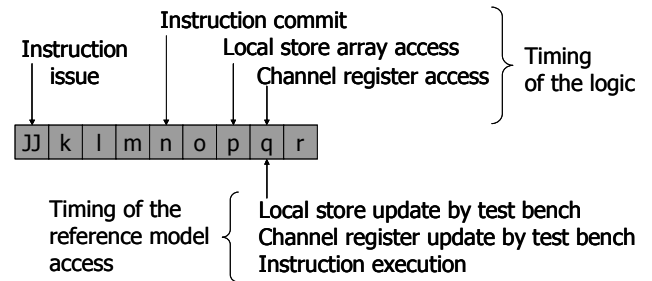 Instruction commit
Instruction
issue
Local store array access
Channel register access
Timing
of the logic
JJ k l m n o p q r
Timing of the
reference model
access
Local store update by test bench
Channel register update by test bench
Instruction execution